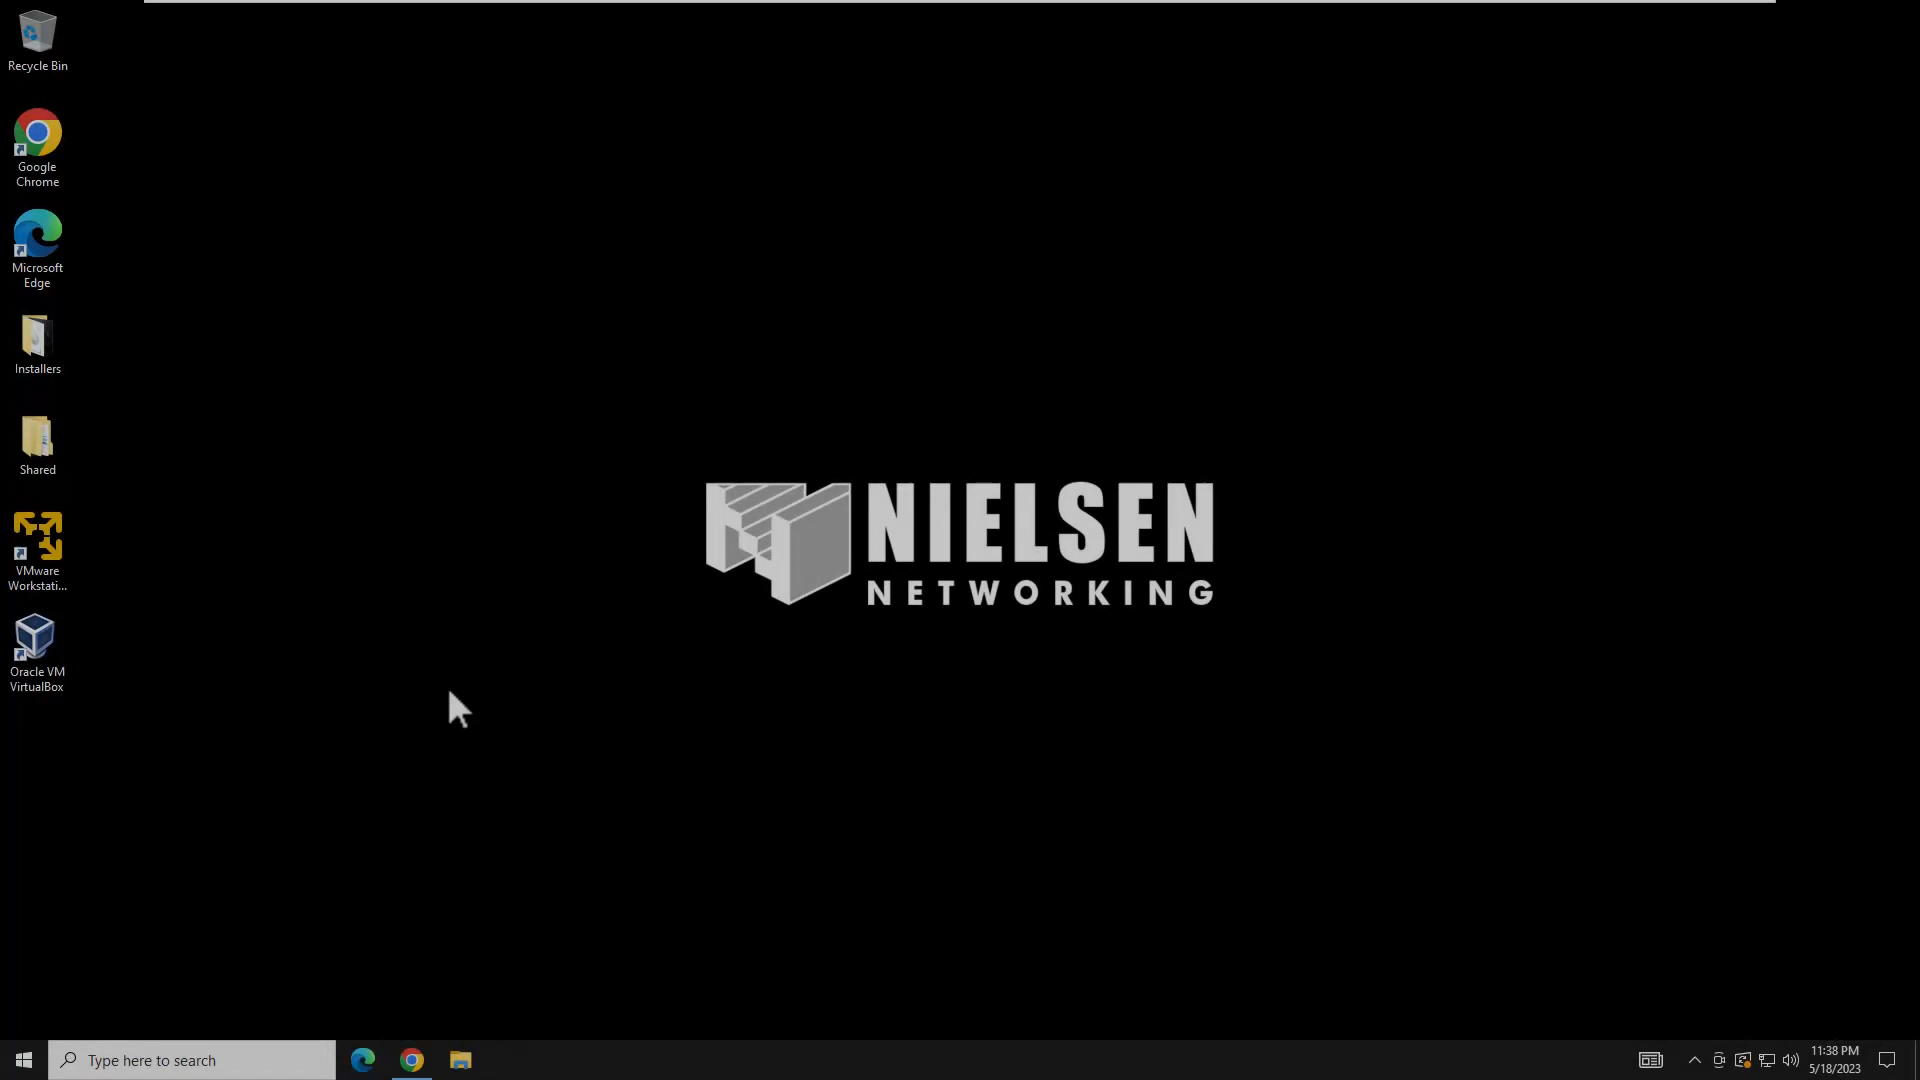 Recycle Bin
Google
Chrome
Microsoft
Edge
Installers
Shared
VMware
Workstati...
Oracle VM
VirtualBox
NIELSEN
NETWORKING
Type here to search
11:38 PM
5/18/2023